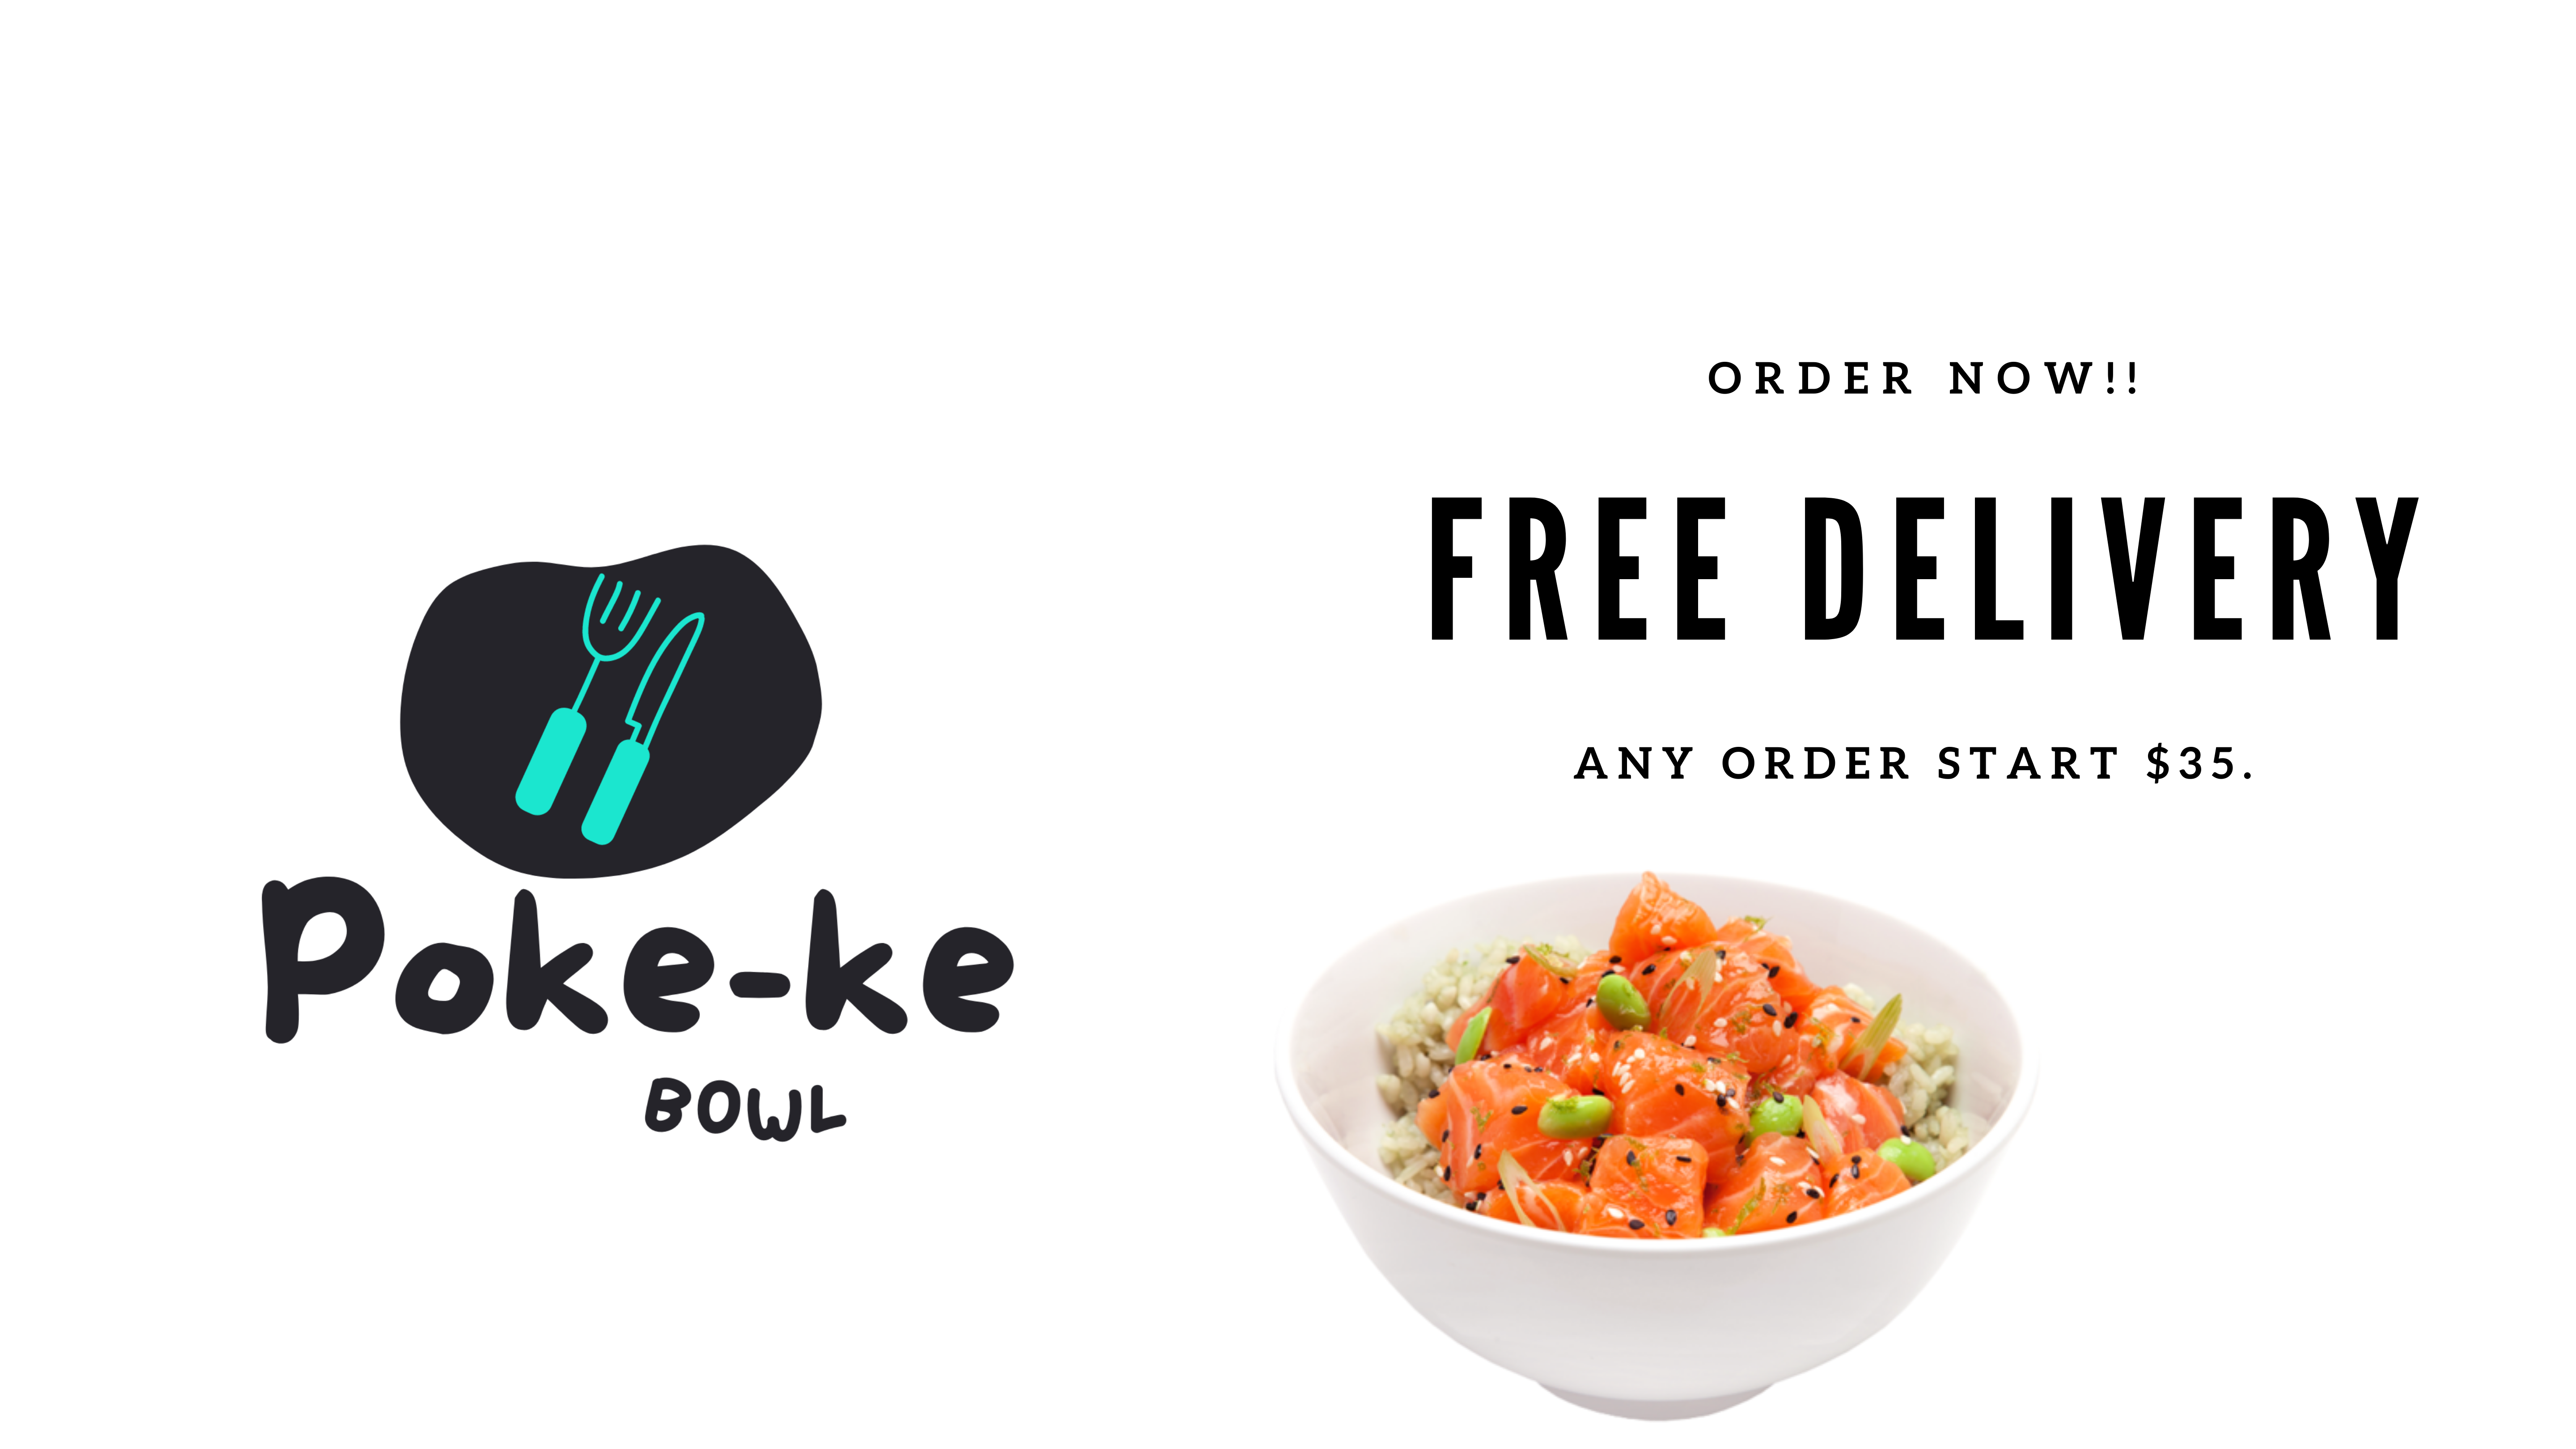 Poke-ke
BOWL
ORDER NOW!!
FREE DELIVERY
ANY ORDER START $35.